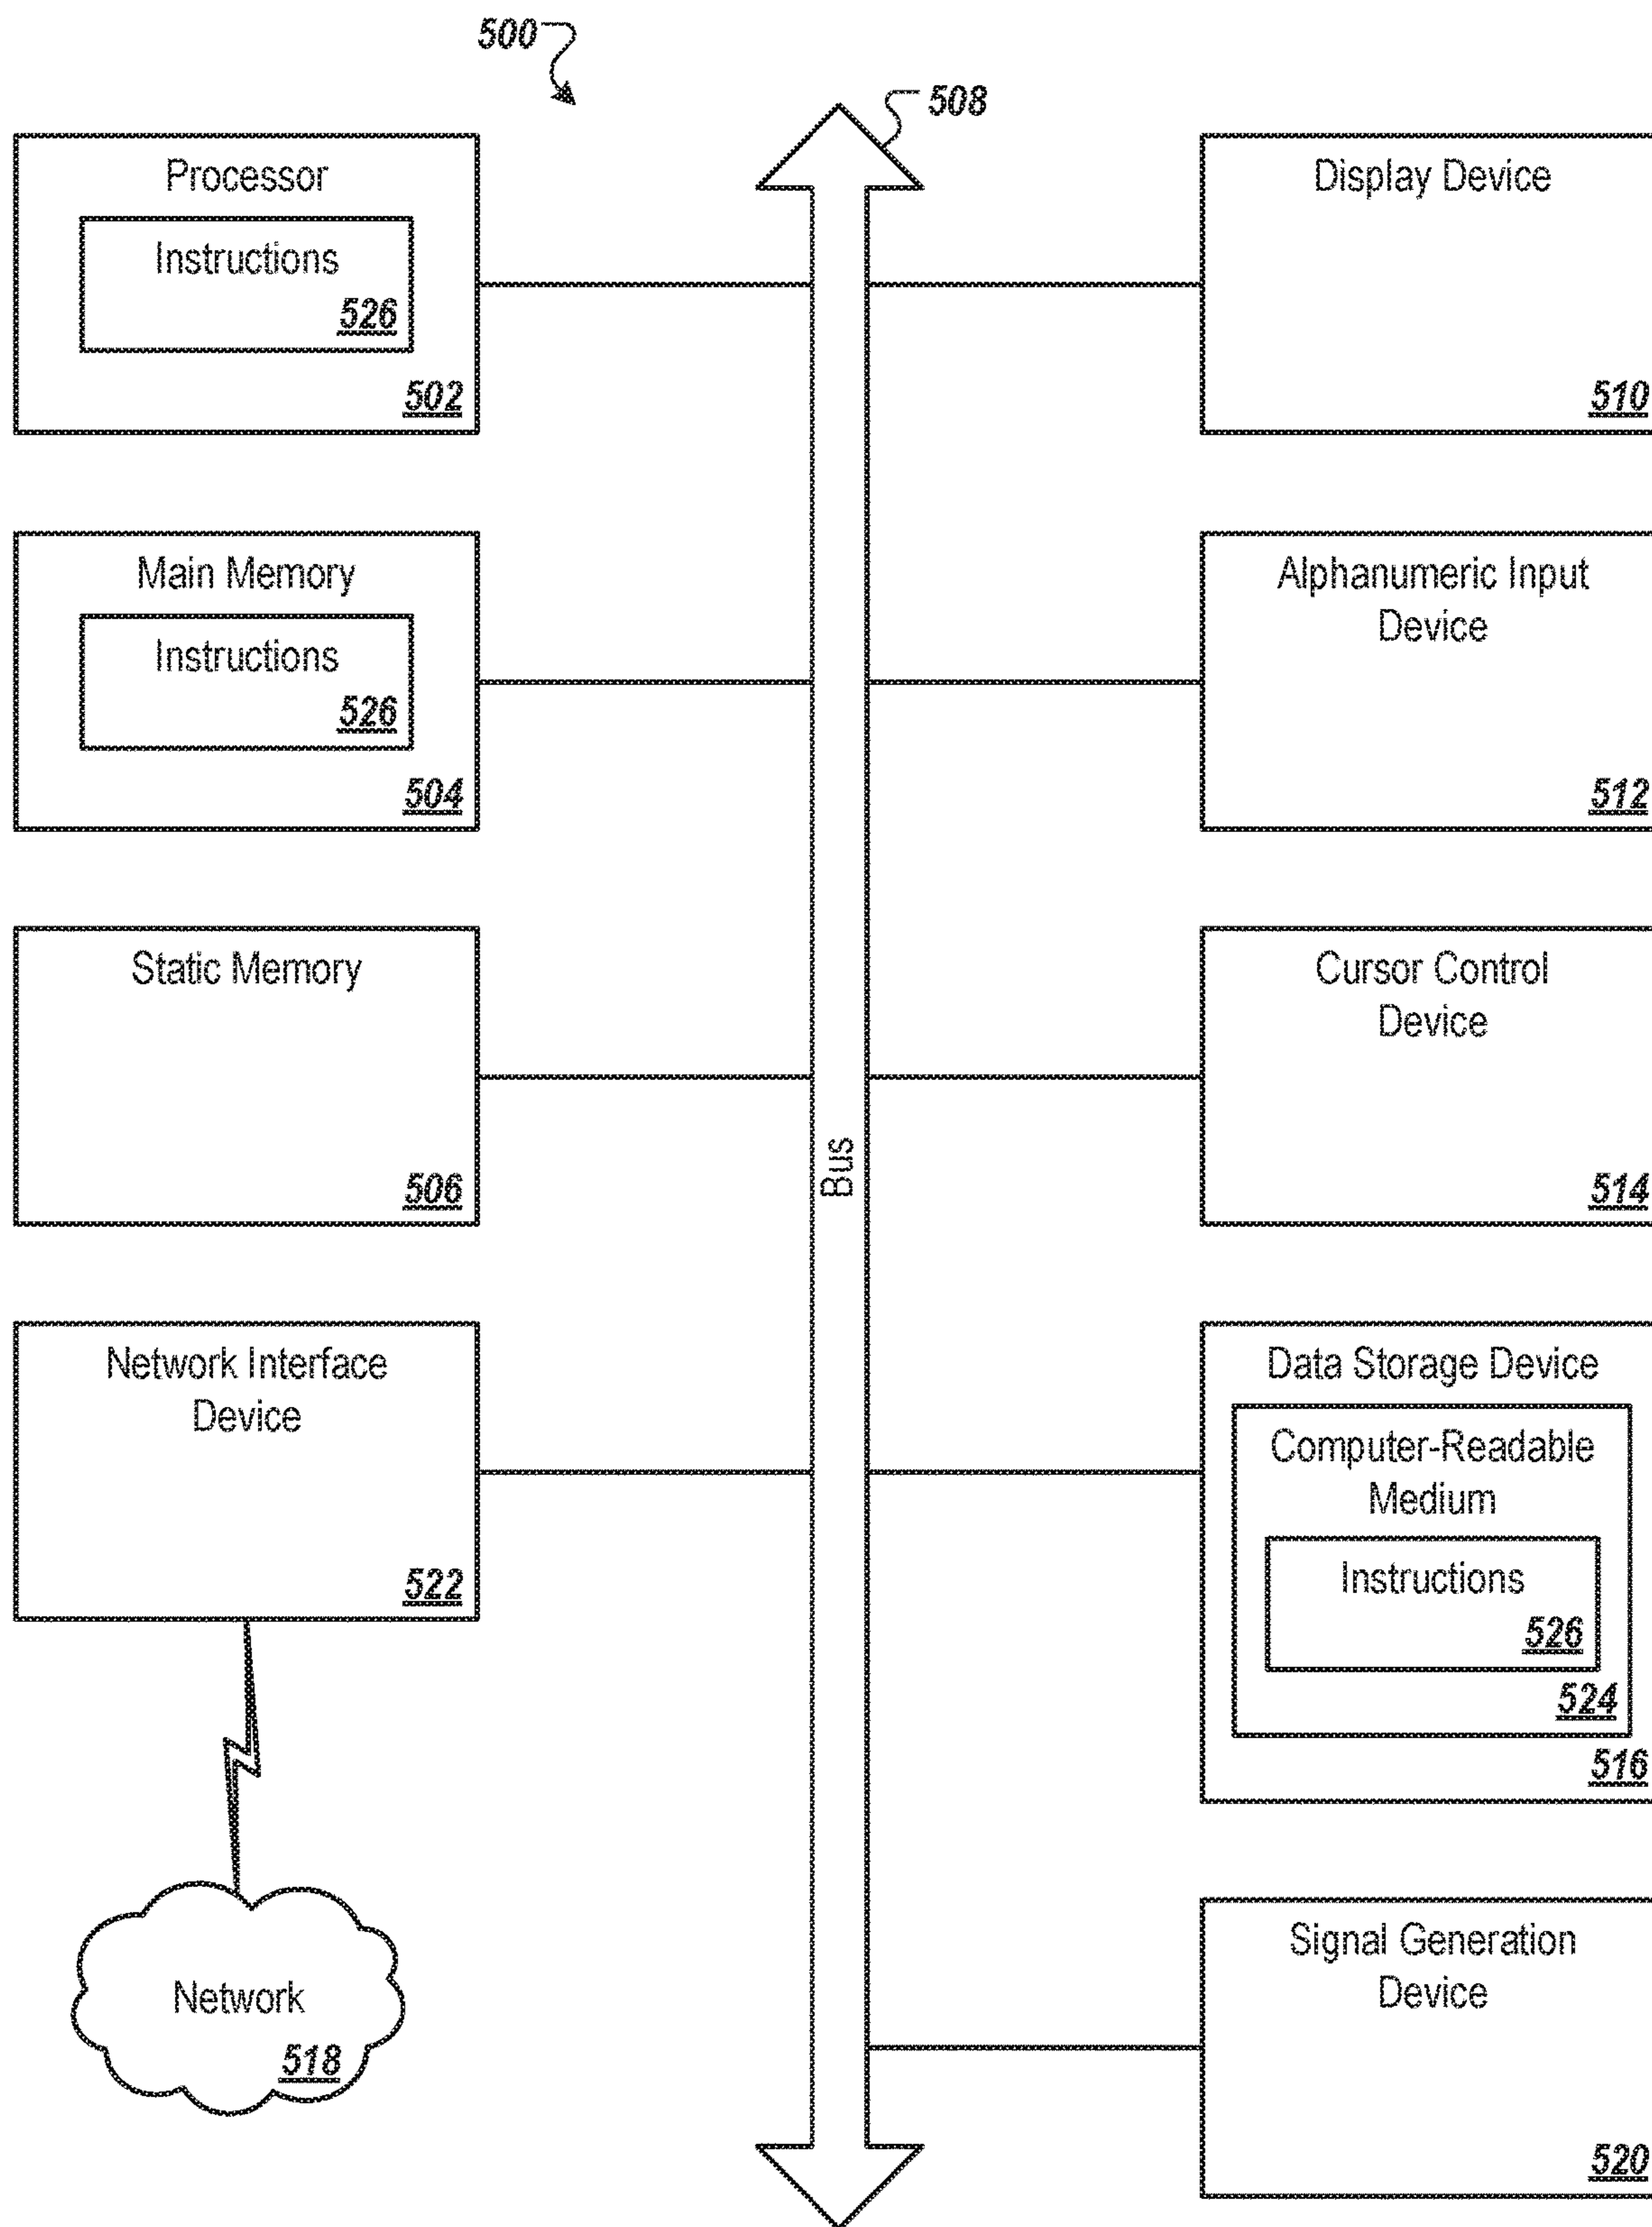 500
508
Processor
Instructions
526
502
Display Device
510
Main Memory
Instructions
526
504
Alphanumeric Input
Device
512
Static Memory
506
Cursor Control
Device
514
Bus
Network Interface
Device
522
Data Storage Device
Computer-Readable
Medium
Instructions
526
524
516
Network
518
Signal Generation
Device
520